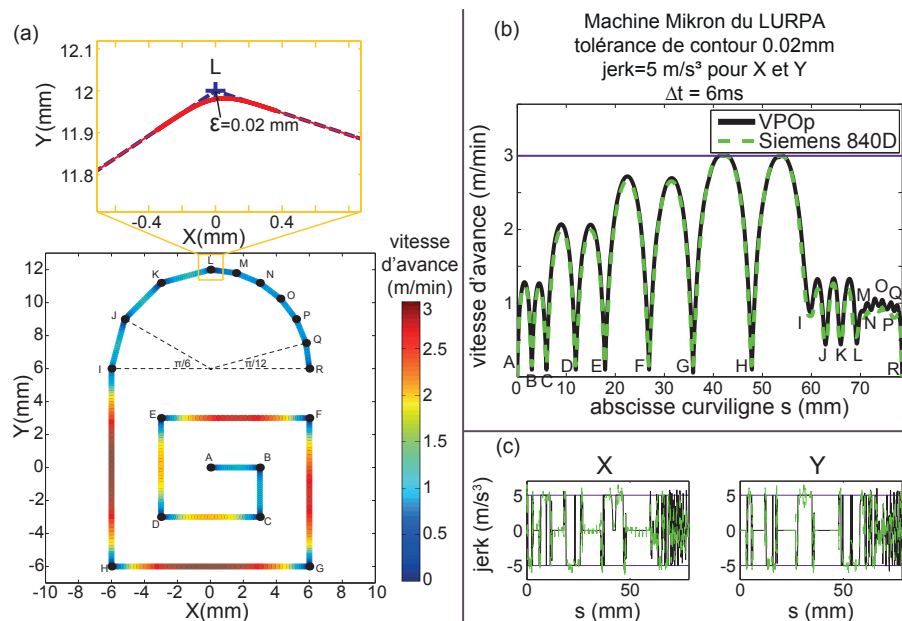 (a)
12.1
12
11.9
11.8
Y(mm)
L
ε=0.02 mm
-0.4
0
0.4
X(mm)
vitesse
d'avance
(m/min)
3
2.5
2
1.5
1
0.5
0
12
10
8
6
4
2
0
-2
-4
-6
Y(mm)
L
M
K
N
O
J
P
Q
π/6
π/12
I
R
E
F
A
B
D
C
H
G
-10
-8
-6
-4
-2
0
2
4
6
8
10
X(mm)
(b)
Machine Mikron du LURPA
tolérance de contour 0.02mm
jerk=5 m/s³ pour X et Y
Δt = 6ms
VPOp
Siemens 840D
vitesse d'avance (m/min)
3
2
1
A
B
C
D
E
F
G
H
I
J
K
L
M
N
O
P
Q
R
0
10
20
30
40
50
60
70
abscisse curviligne s (mm)
(c)
X
Y
jerk (m/s³)
5
0
-5
0
50
s (mm)
5
0
-5
0
50
s (mm)